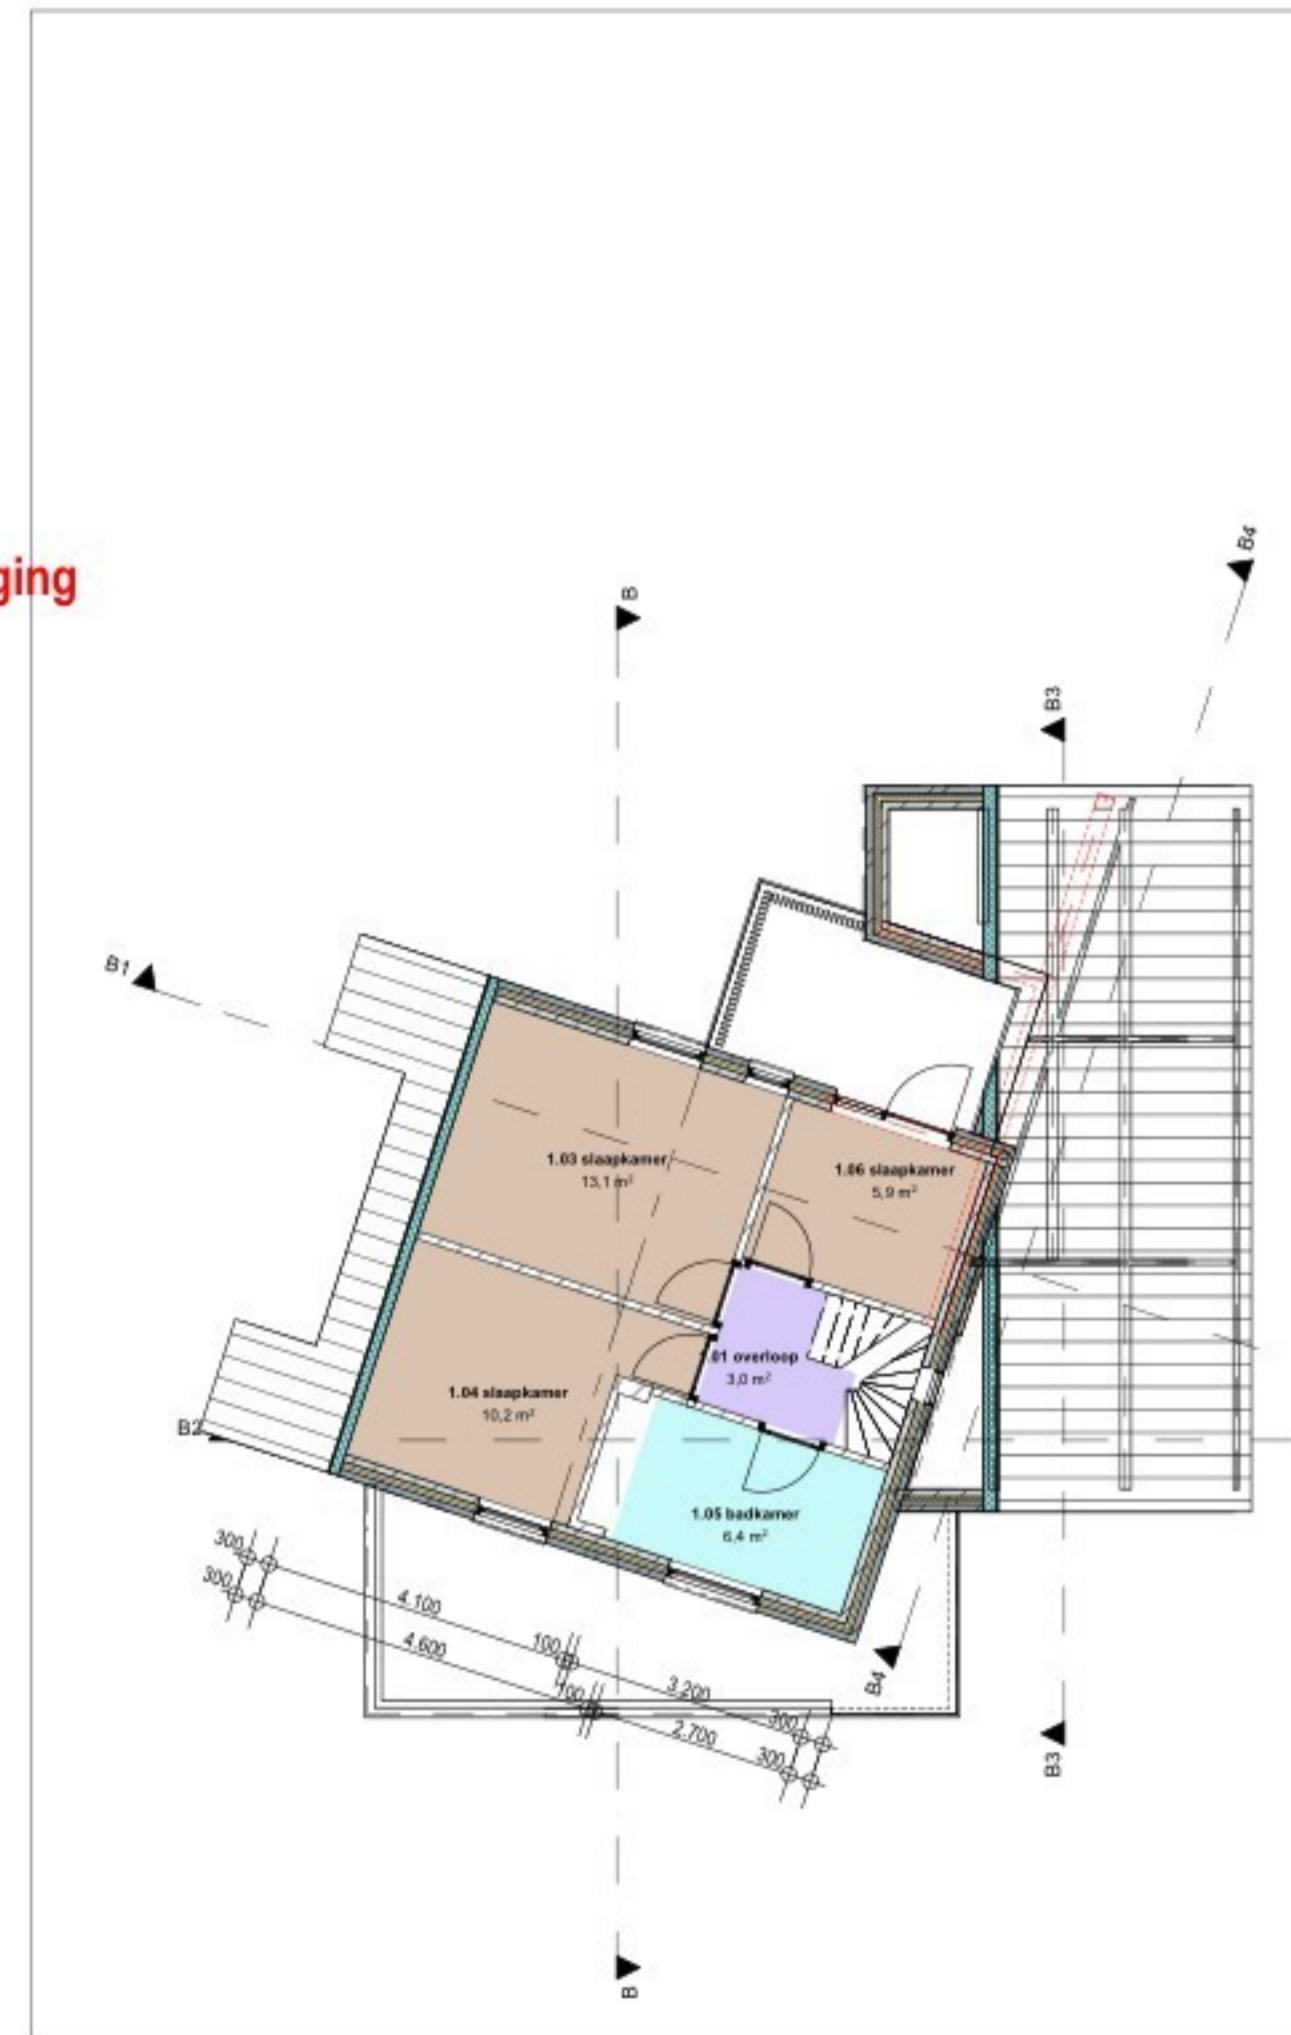 B4
ging
B
B3
B1
1.03 slaapkamer
13,1 m²
1.06 slaapkamer
5,9 m²
1.01 overloop
3,0 m²
1.04 slaapkamer
10,2 m²
B2
1.05 badkamer
6,4 m²
300
300
4.100
4.600
100
100
3.200
2.700
300
300
B4
B3
B